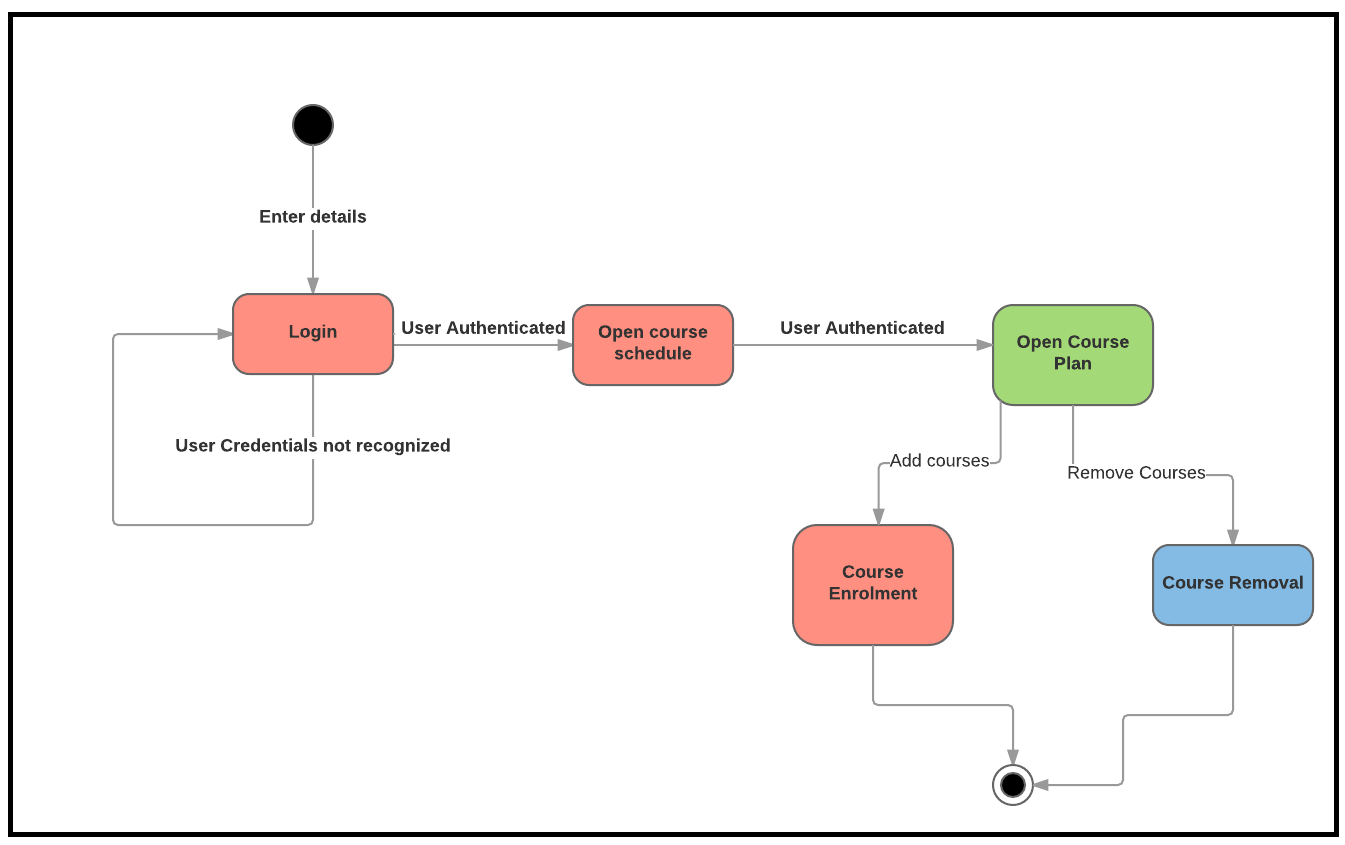 Enter details
Login
User Authenticated
Open course
schedule
User Authenticated
Open Course
Plan
User Credentials not recognized
Add courses
Remove Courses
Course
Enrolment
Course Removal